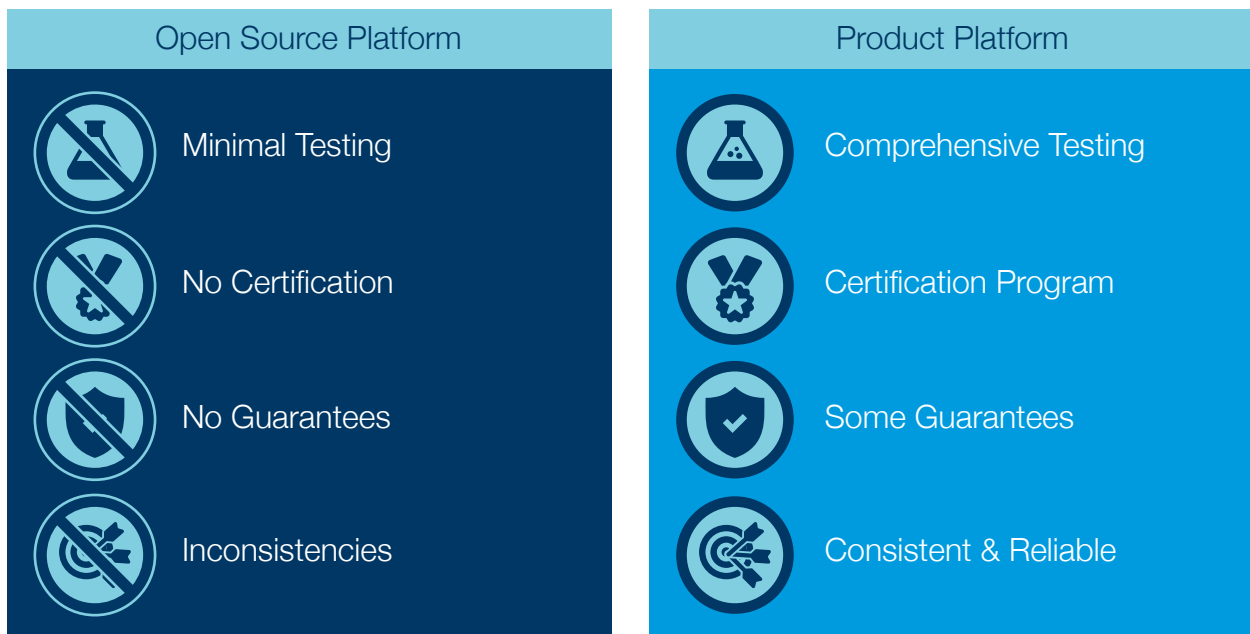 Open Source Platform
Minimal Testing
No Certification
No Guarantees
Inconsistencies
Product Platform
Comprehensive Testing
Certification Program
Some Guarantees
Consistent & Reliable